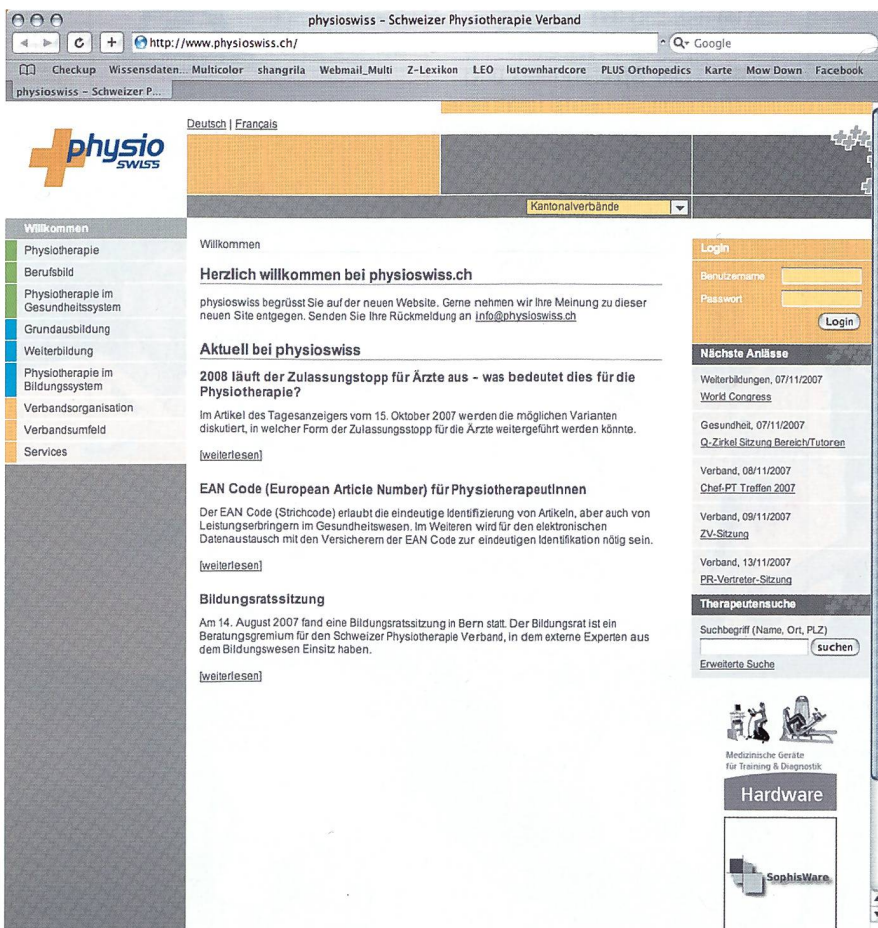 physioswiss – Schweizer Physiotherapie Verband
http://www.physioswiss.ch/
Google
Checkup Wissensdaten... Multicolor shangrila Webmail_Multi Z-Lexikon LEO lutownhardcore PLUS Orthopedics Karte Mow Down Facebook
physioswiss – Schweizer P...
Deutsch | Français
physio
swiss
Kantonalverbände
Willkommen
Physiotherapie
Berufsbild
Physiotherapie im
Gesundheitssystem
Grundausbildung
Weiterbildung
Physiotherapie im
Bildungssystem
Verbandsorganisation
Verbandsumfeld
Services
Willkommen
Herzlich willkommen bei physioswiss.ch
physioswiss begrüsst Sie auf der neuen Website. Gerne nehmen wir Ihre Meinung zu dieser
neuen Site entgegen. Senden Sie Ihre Rückmeldung an info@physioswiss.ch
Aktuell bei physioswiss
2008 läuft der Zulassungstopp für Ärzte aus – was bedeutet dies für die
Physiotherapie?
Im Artikel des Tagesanzeigers vom 15. Oktober 2007 werden die möglichen Varianten
diskutiert, in welcher Form der Zulassungsstopp für die Ärzte weitergeführt werden könnte.
[weiterlesen]
EAN Code (European Article Number) für PhysiotherapeutInnen
Der EAN Code (Strichcode) erlaubt die eindeutige Identifizierung von Artikeln, aber auch von
Leistungserbringern im Gesundheitswesen. Im Weiteren wird für den elektronischen
Datenaustausch mit den Versicherern der EAN Code zur eindeutigen Identifikation nötig sein.
[weiterlesen]
Bildungsratssitzung
Am 14. August 2007 fand eine Bildungsratssitzung in Bern statt. Der Bildungsrat ist ein
Beratungsgremium für den Schweizer Physiotherapie Verband, in dem externe Experten aus
dem Bildungswesen Einsitz haben.
[weiterlesen]
Login
Benutzername
Passwort
Login
Nächste Anlässe
Weiterbildungen, 07/11/2007
World Congress
Gesundheit, 07/11/2007
Q-Zirkel Sitzung Bereich/Tutoren
Verband, 08/11/2007
Chef-PT Treffen 2007
Verband, 09/11/2007
ZV-Sitzung
Verband, 13/11/2007
PR-Vertreter-Sitzung
Therapeutensuche
Suchbegriff (Name, Ort, PLZ)
suchen
Erweiterte Suche
Medizinische Geräte
für Training & Diagnostik
Hardware
SophisWare